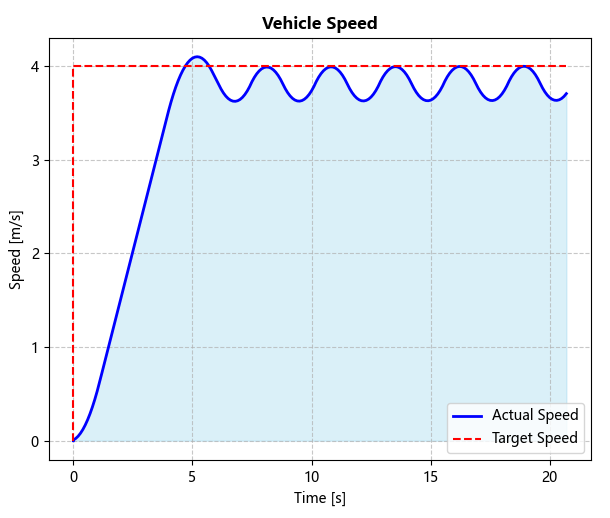 Vehicle Speed
Speed [m/s]
4
3
2
1
0
0 5 10 15 20
Time [s]
Actual Speed
Target Speed